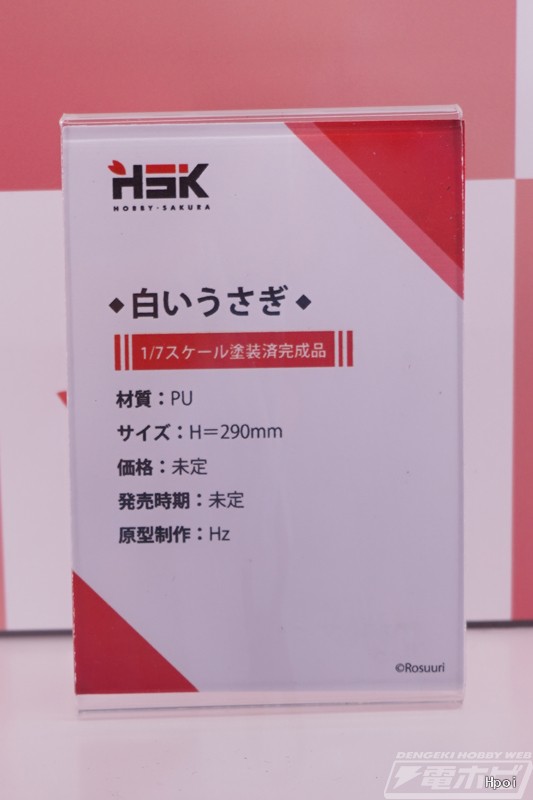 HSK
HOBBY·SAKURA
◆白いうさぎ◆
1/7スケール塗装済完成品
材質：PU
サイズ：H＝290mm
価格：未定
発売時期：未定
原型制作：Hz
©Rosuuri
DENGEKI HOBBY WEB
電ホビ
Hpoi